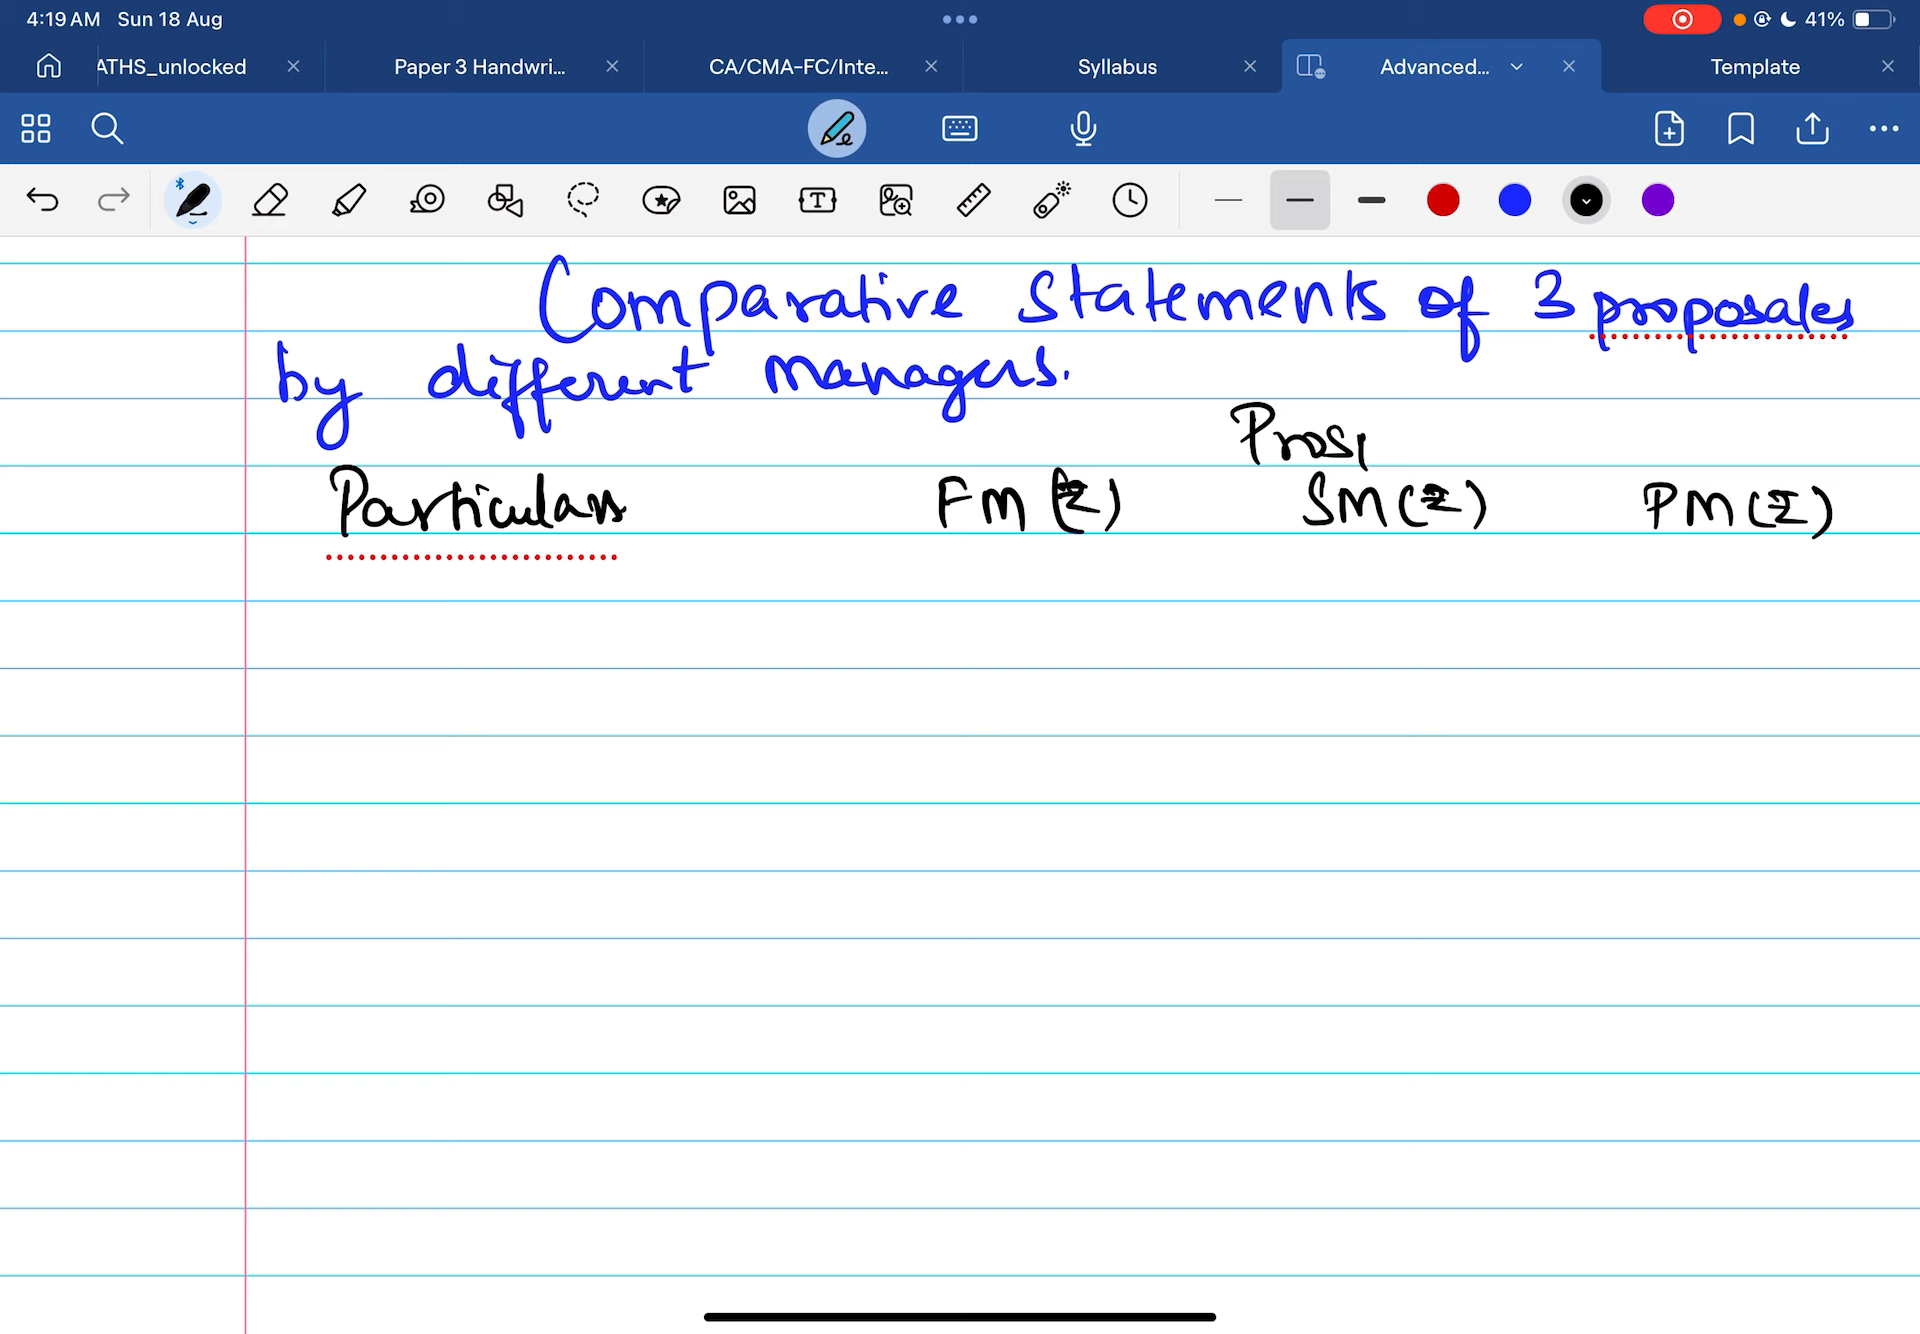 4:19 AM Sun 18 Aug 41%
ATHS_unlocked Paper 3 Handwri... CA/CMA-FC/Inte... Syllabus Advanced... Template
Comparative Statements of 3 proposales
by different managers.
Particulars FM (₹) SM (₹) PM (₹)